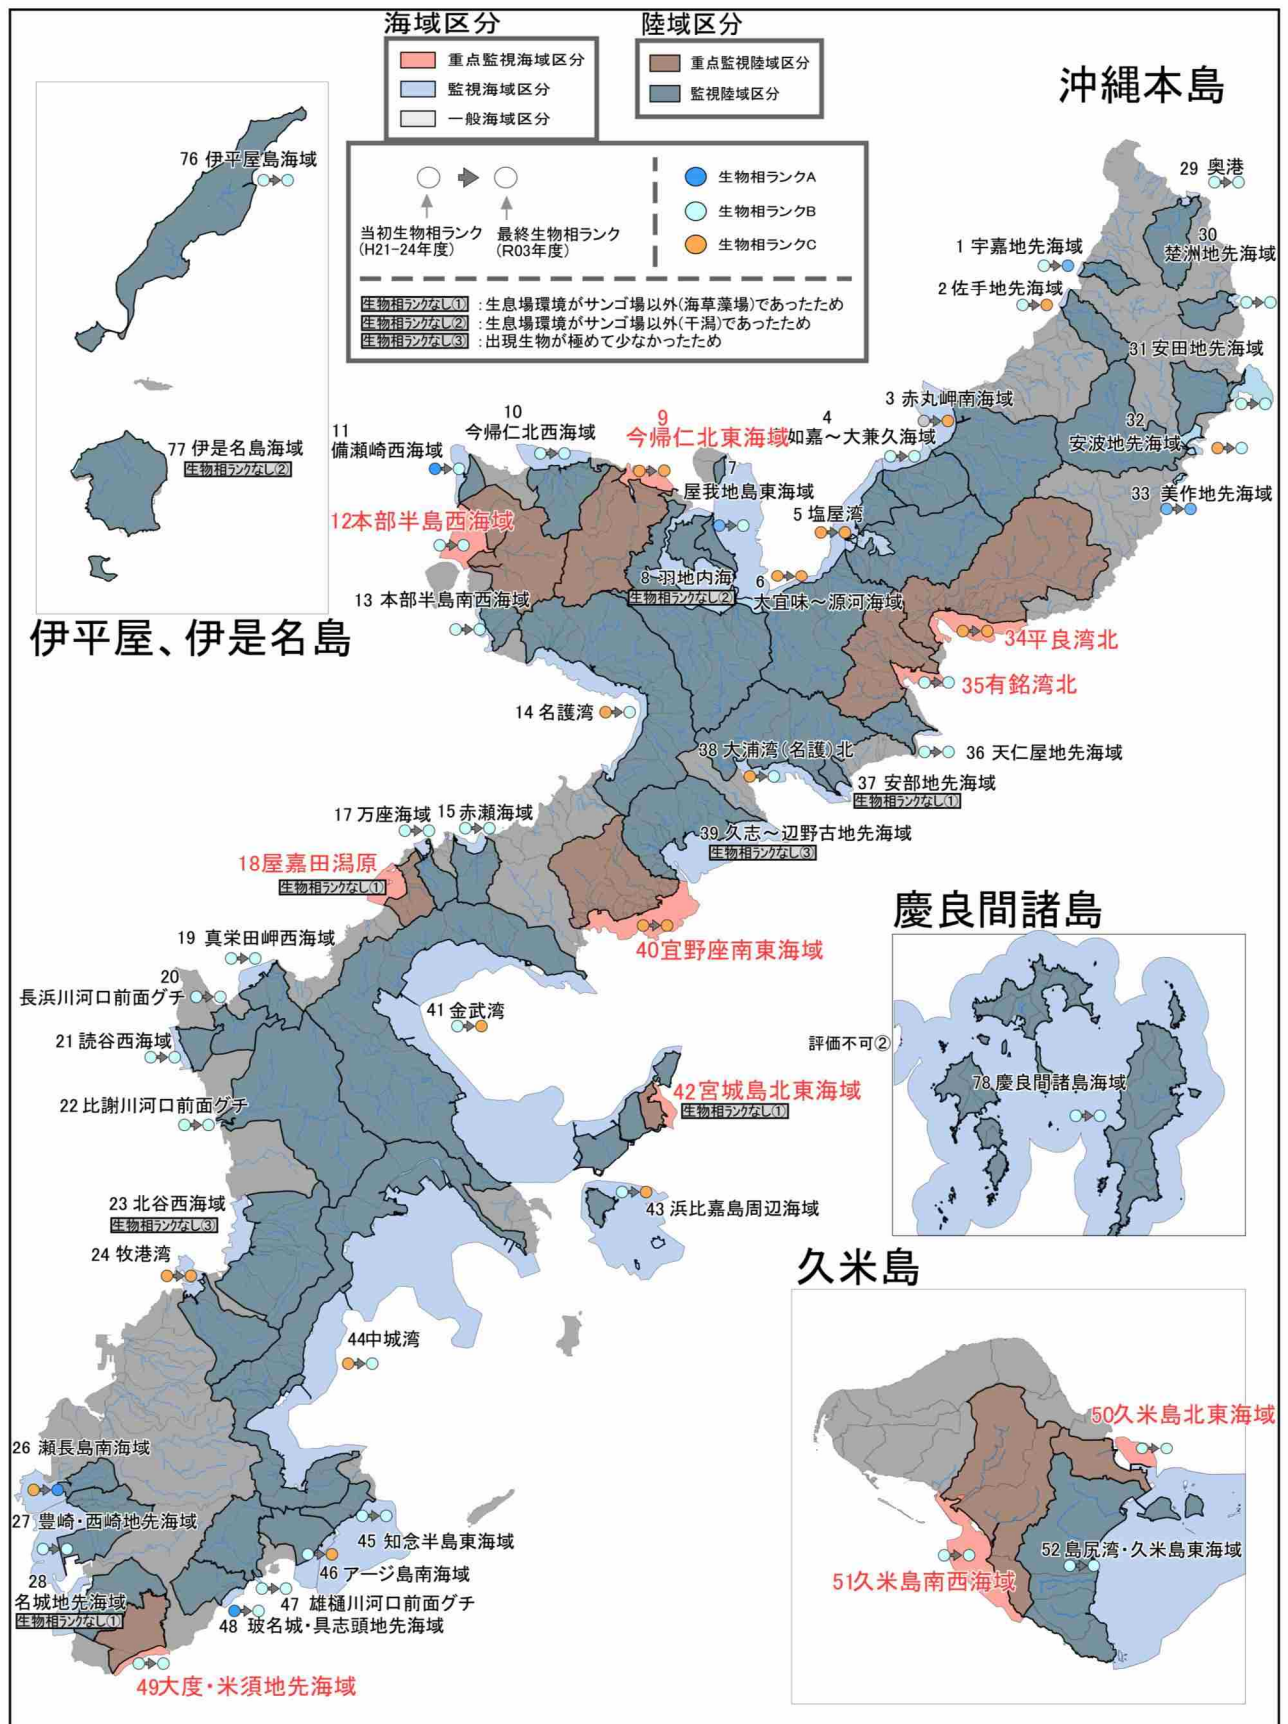 海域区分
重点監視海域区分
監視海域区分
一般海域区分
陸域区分
重点監視陸域区分
監視陸域区分
当初生物相ランク
(H21-24年度)
最終生物相ランク
(R03年度)
生物相ランクA
生物相ランクB
生物相ランクC
生物相ランクなし① :生息場環境がサンゴ場以外(海草藻場)であったため
生物相ランクなし② :生息場環境がサンゴ場以外(干潟)であったため
生物相ランクなし③ :出現生物が極めて少なかったため
沖縄本島
76 伊平屋島海域
77 伊是名島海域
生物相ランクなし②
伊平屋、伊是名島
29 奥港
30
楚洲地先海域
1 宇嘉地先海域
2 佐手地先海域
31 安田地先海域
3 赤丸岬南海域
32
安波地先海域
4
如嘉~大兼久海域
33 美作地先海域
5 塩屋湾
6
大宜味~源河海域
7
屋我地島東海域
8 羽地内海
生物相ランクなし②
9
今帰仁北東海域
10
今帰仁北西海域
11
備瀬崎西海域
12本部半島西海域
13 本部半島南西海域
34平良湾北
35有銘湾北
36 天仁屋地先海域
14 名護湾
38 大浦湾(名護)北
37 安部地先海域
生物相ランクなし①
39 久志~辺野古地先海域
生物相ランクなし③
17 万座海域
15 赤瀬海域
18屋嘉田潟原
生物相ランクなし①
40宜野座南東海域
19 真栄田岬西海域
20
長浜川河口前面グチ
21 読谷西海域
22 比謝川河口前面グチ
41 金武湾
42宮城島北東海域
生物相ランクなし①
43 浜比嘉島周辺海域
23 北谷西海域
生物相ランクなし③
24 牧港湾
44中城湾
26 瀬長島南海域
27 豊崎・西崎地先海域
28
名城地先海域
生物相ランクなし①
45 知念半島東海域
46 アージ島南海域
47 雄樋川河口前面グチ
48 玻名城・具志頭地先海域
49大度・米須地先海域
慶良間諸島
評価不可②
78 慶良間諸島海域
久米島
50久米島北東海域
51久米島南西海域
52 島尻湾・久米島東海域